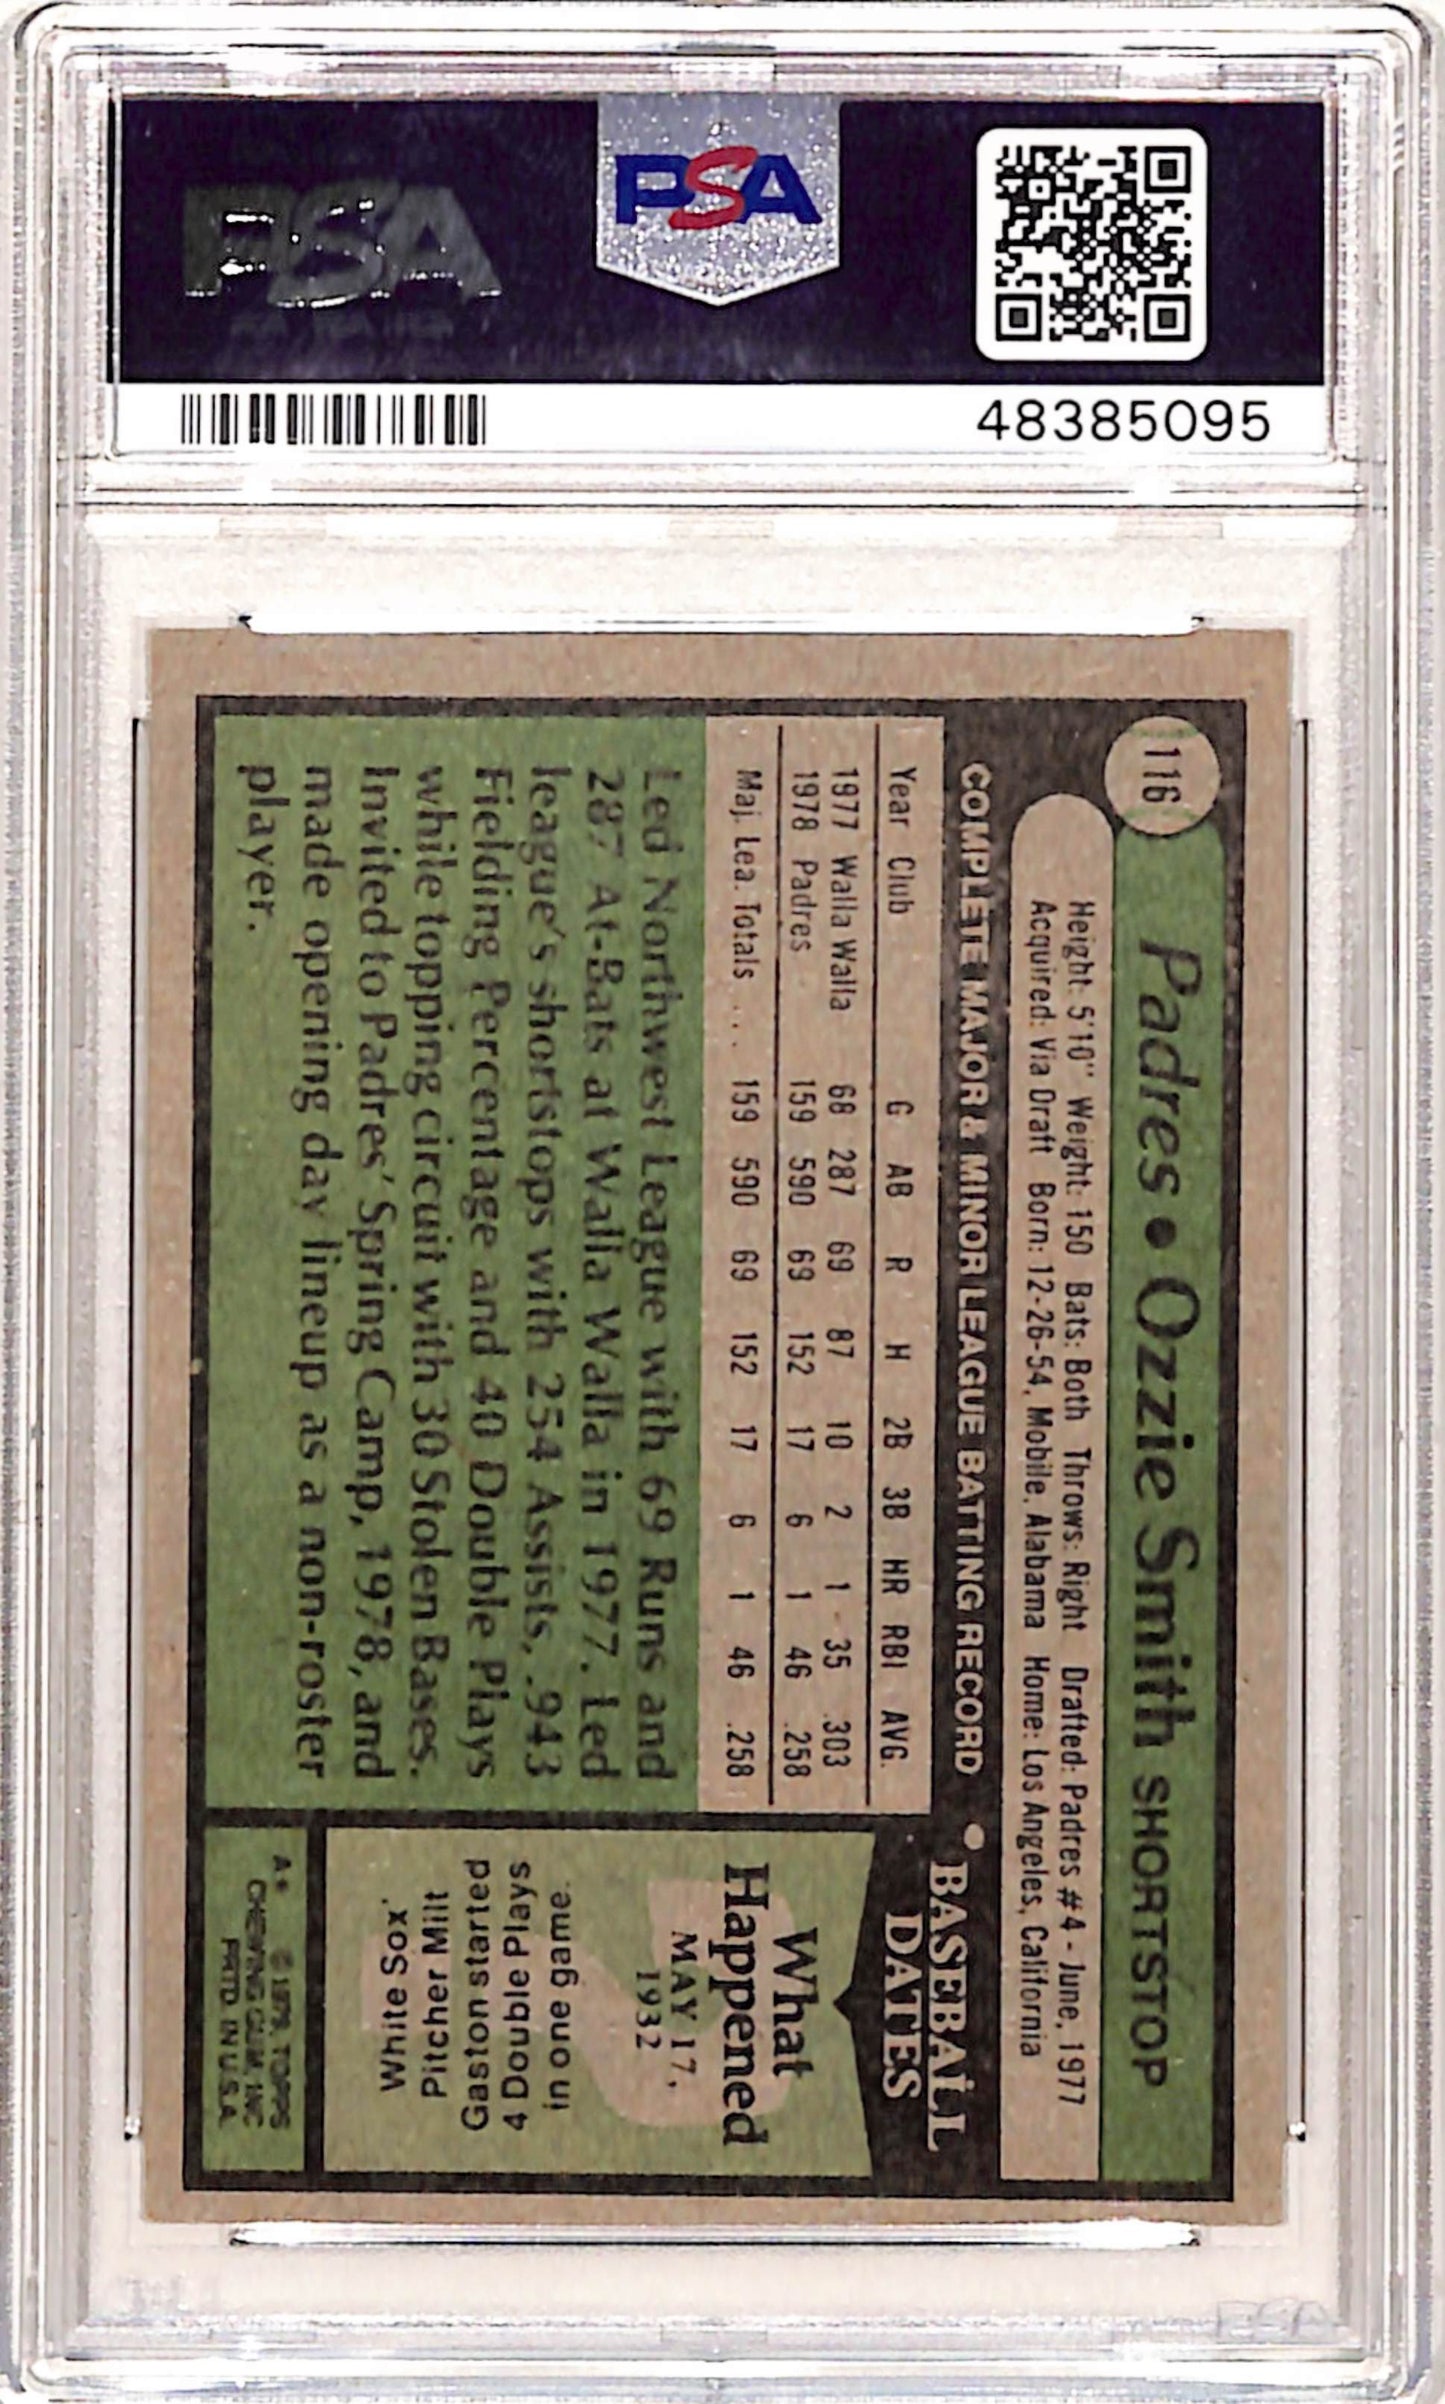 PSA
PSA
48385095
116
Padres • Ozzie Smith SHORTSTOP
Height: 5'10" Weight: 150 Bats: Both Throws: Right Drafted: Padres #4 - June, 1977
Acquired: Via Draft Born: 12-26-54, Mobile, Alabama Home: Los Angeles, California
COMPLETE MAJOR & MINOR LEAGUE BATTING RECORD
Year Club G AB R H 2B 3B HR RBI AVG.
1977 Walla Walla 68 287 69 87 10 2 1 35 .303
1978 Padres 159 590 69 152 17 6 1 46 .258
Maj. Lea. Totals ... 159 590 69 152 17 6 1 46 .258
Led Northwest League with 69 Runs and
287 At-Bats at Walla Walla in 1977. Led
league's shortstops with 254 Assists, .943
Fielding Percentage and 40 Double Plays
while topping circuit with 30 Stolen Bases.
Invited to Padres' Spring Camp, 1978, and
made opening day lineup as a non-roster
player.
• BASEBALL
DATES
What
Happened
MAY 17,
1932
White Sox'
Pitcher Milt
Gaston started
4 Double Plays
in one game.
A* © 1979, TOPPS
CHEWING GUM, INC.
PRTD. IN U.S.A.
PSA